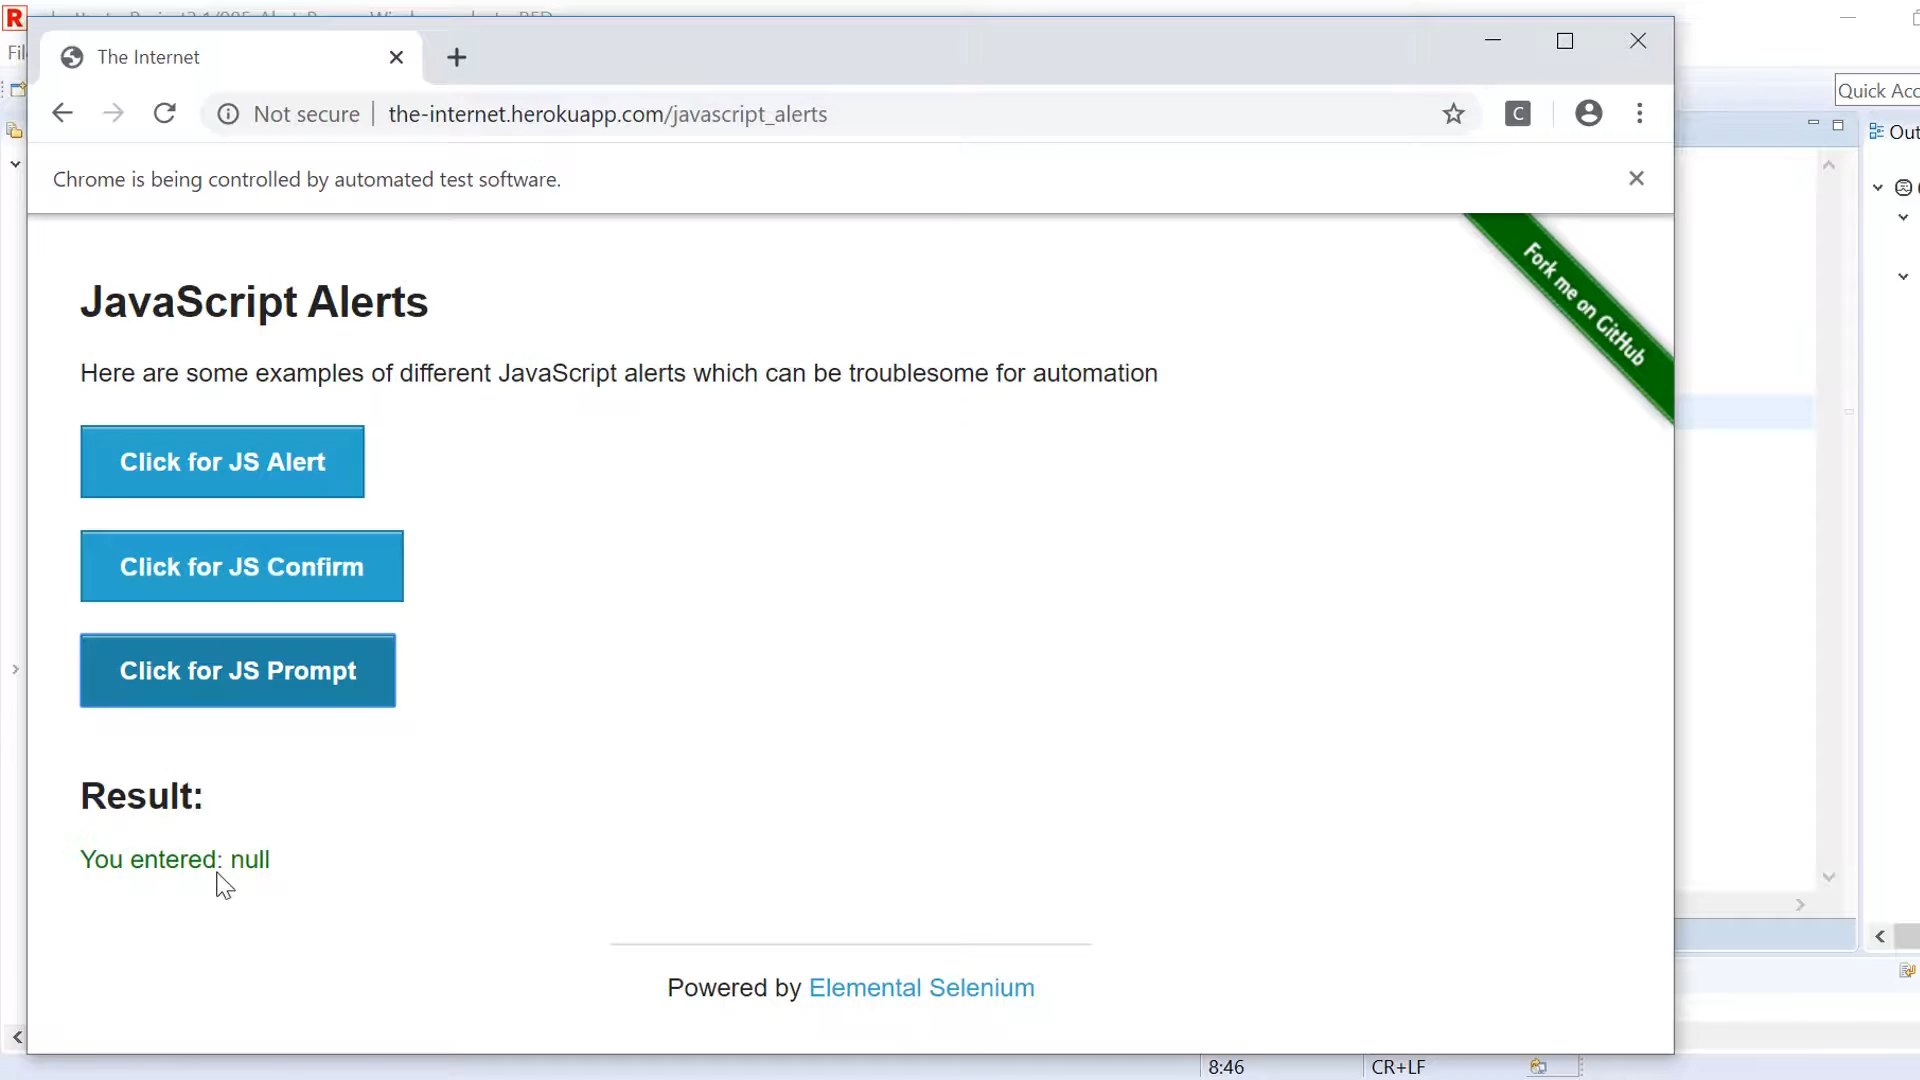 R
The Internet
Not secure | the-internet.herokuapp.com/javascript_alerts
C
Quick Acc
Out
Chrome is being controlled by automated test software.
Fork me on GitHub
JavaScript Alerts
Here are some examples of different JavaScript alerts which can be troublesome for automation
Click for JS Alert
Click for JS Confirm
Click for JS Prompt
Result:
You entered: null
Powered by Elemental Selenium
8:46
CR+LF